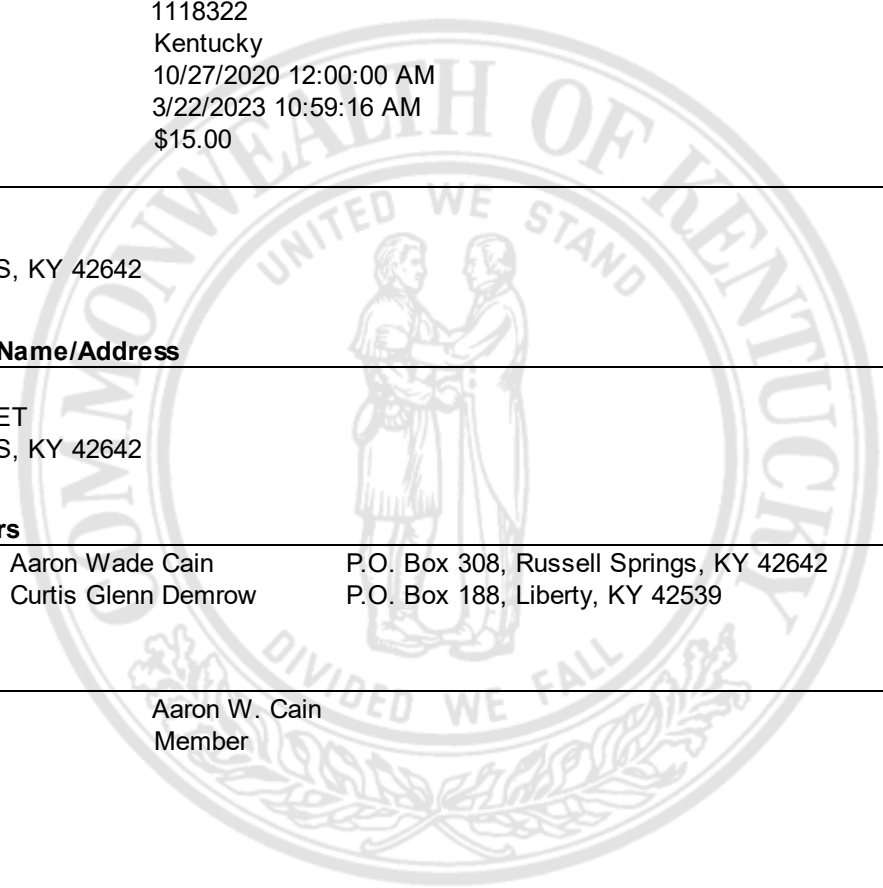 1118322
Kentucky
10/27/2020 12:00:00 AM
3/22/2023 10:59:16 AM
$15.00
COMMONWEALTH OF KENTUCKY
UNITED WE STAND
S, KY 42642
Name/Address
ET
S, KY 42642
rs
Aaron Wade Cain P.O. Box 308, Russell Springs, KY 42642
Curtis Glenn Demrow P.O. Box 188, Liberty, KY 42539
DIVIDED WE FALL
Aaron W. Cain
Member